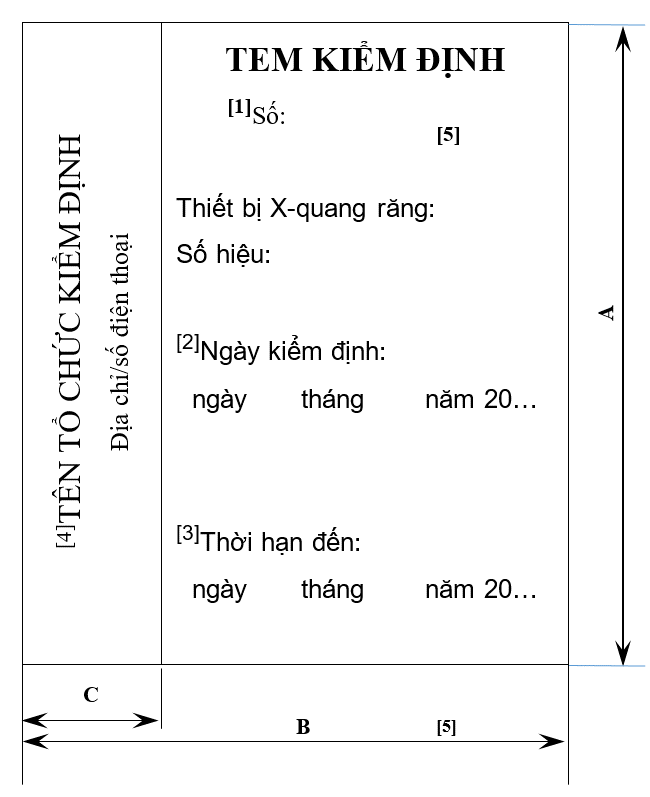 TEM KIỂM ĐỊNH
[1]Số:
[5]
Thiết bị X-quang răng:
Số hiệu:
[2]Ngày kiểm định:
ngày tháng năm 20…
[3]Thời hạn đến:
ngày tháng năm 20…
[4]TÊN TỔ CHỨC KIỂM ĐỊNH
Địa chỉ/số điện thoại
A
C
B
[5]